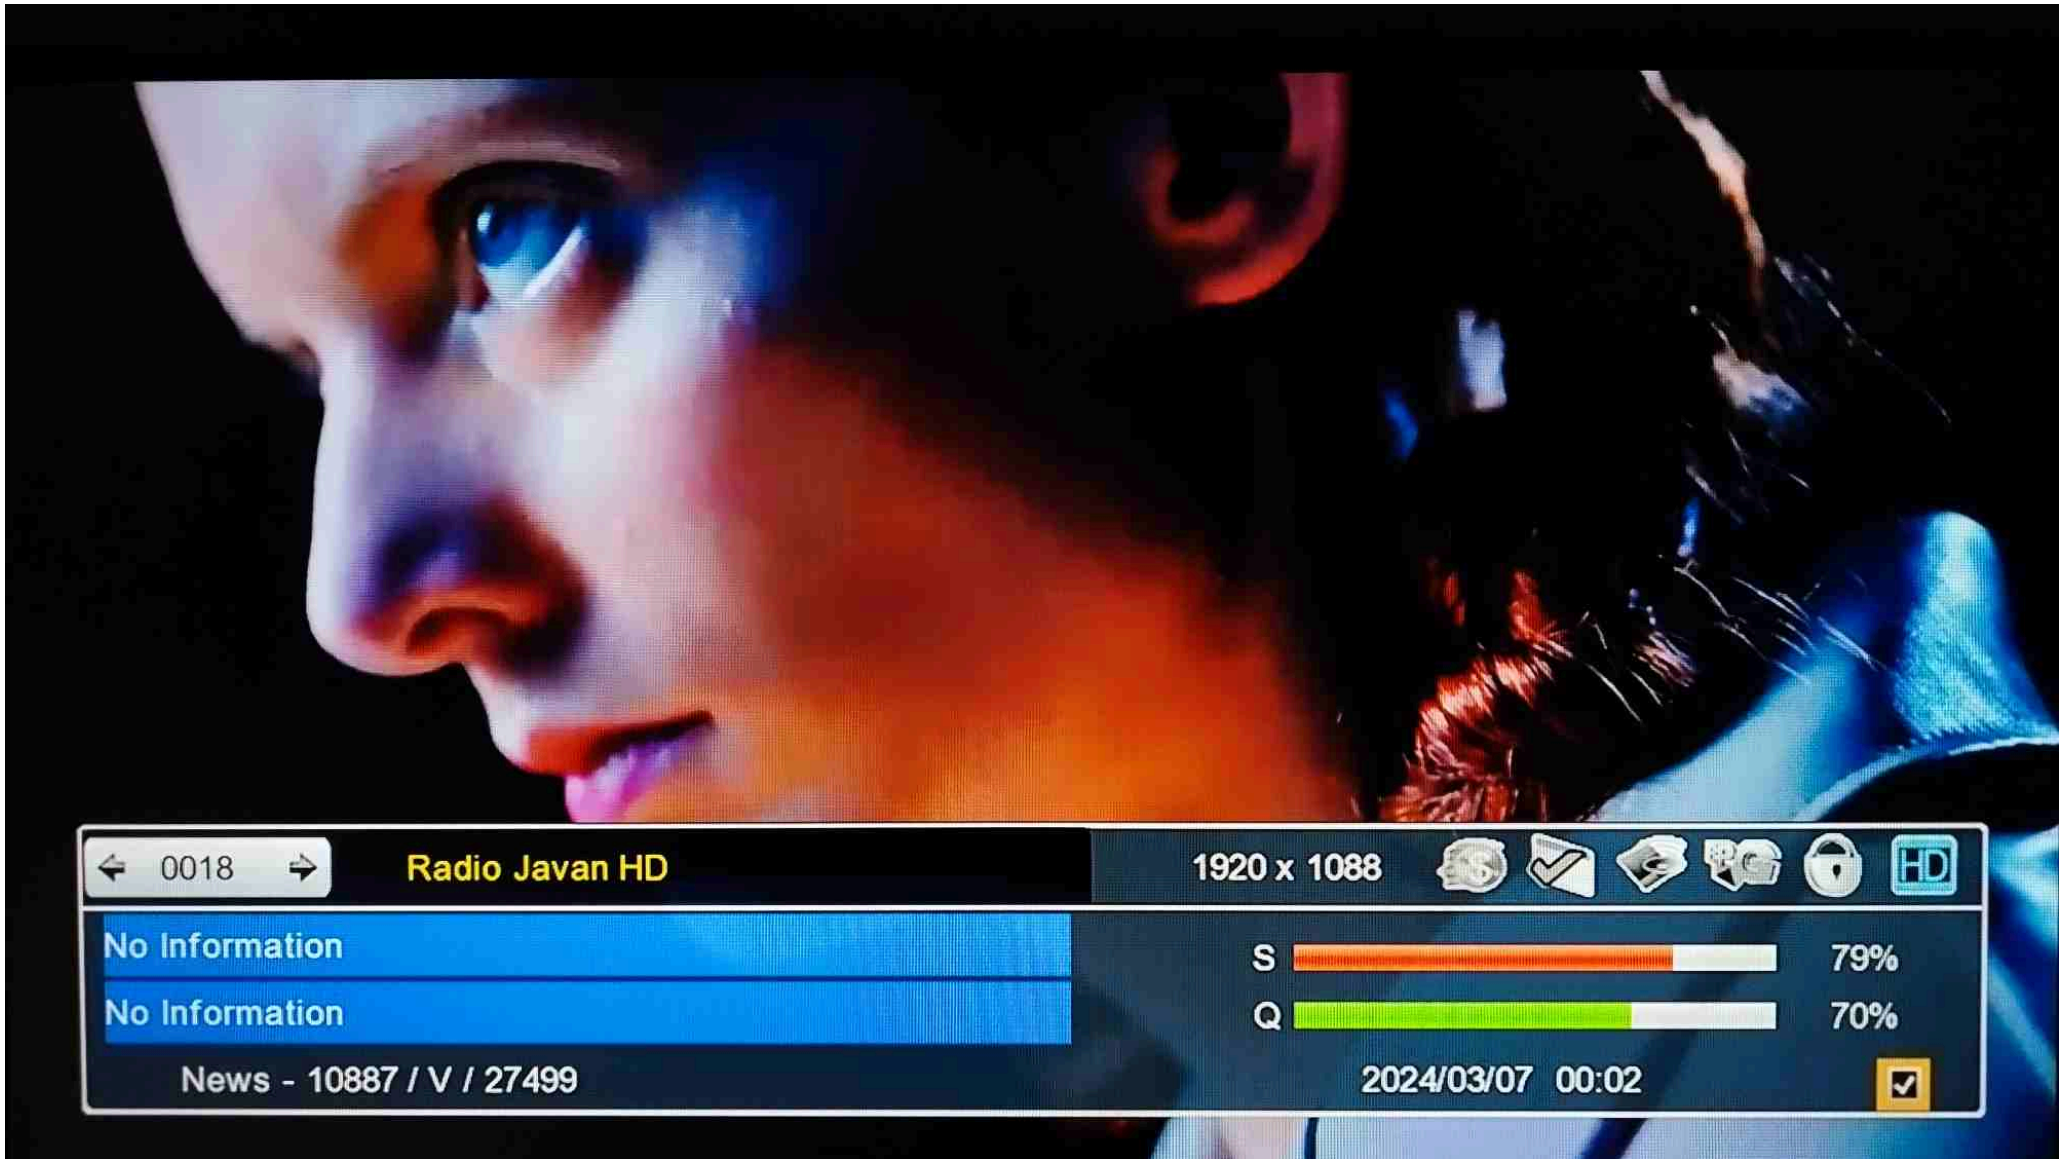 0018 Radio Javan HD 1920 x 1088 HD
No Information
S 79%
No Information
Q 70%
News - 10887 / V / 27499 2024/03/07 00:02